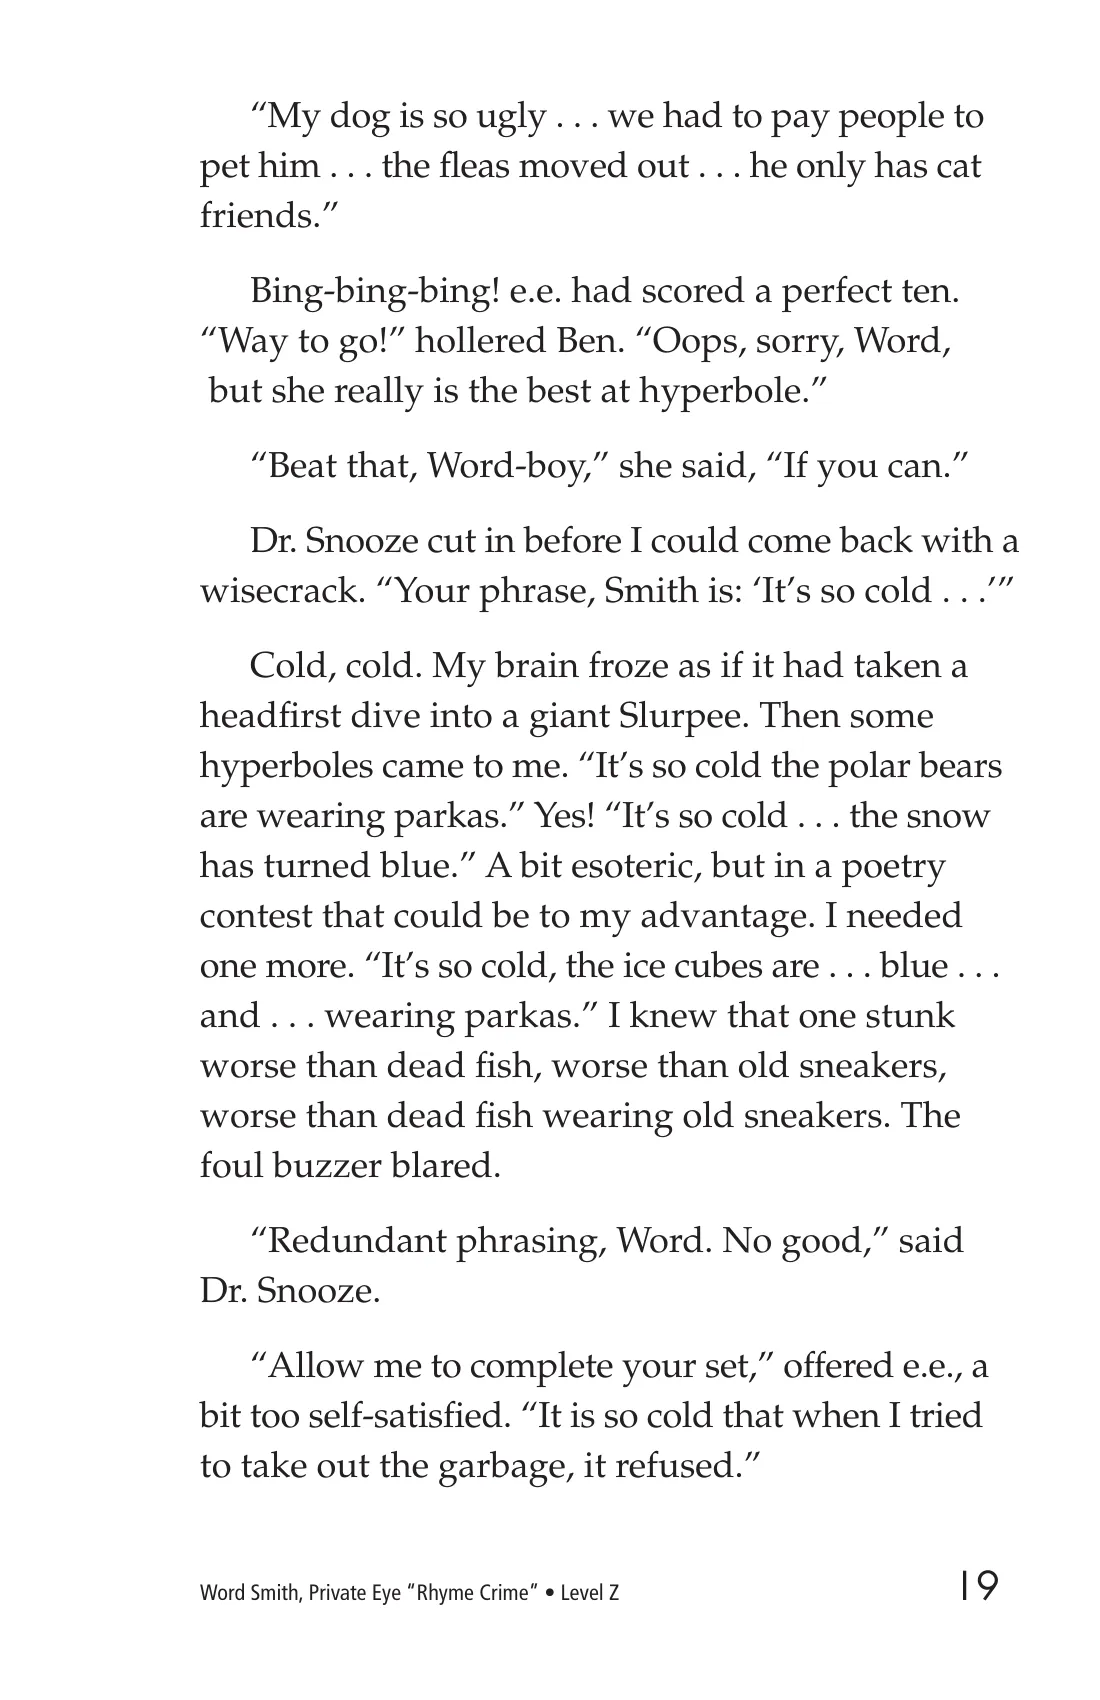 “My dog is so ugly . . . we had to pay people to
pet him . . . the fleas moved out . . . he only has cat
friends.”
Bing-bing-bing! e.e. had scored a perfect ten.
“Way to go!” hollered Ben. “Oops, sorry, Word,
but she really is the best at hyperbole.”
“Beat that, Word-boy,” she said, “If you can.”
Dr. Snooze cut in before I could come back with a
wisecrack. “Your phrase, Smith is: ‘It’s so cold . . .’”
Cold, cold. My brain froze as if it had taken a
headfirst dive into a giant Slurpee. Then some
hyperboles came to me. “It’s so cold the polar bears
are wearing parkas.” Yes! “It’s so cold . . . the snow
has turned blue.” A bit esoteric, but in a poetry
contest that could be to my advantage. I needed
one more. “It’s so cold, the ice cubes are . . . blue . . .
and . . . wearing parkas.” I knew that one stunk
worse than dead fish, worse than old sneakers,
worse than dead fish wearing old sneakers. The
foul buzzer blared.
“Redundant phrasing, Word. No good,” said
Dr. Snooze.
“Allow me to complete your set,” offered e.e., a
bit too self-satisfied. “It is so cold that when I tried
to take out the garbage, it refused.”
Word Smith, Private Eye “Rhyme Crime” • Level Z 19